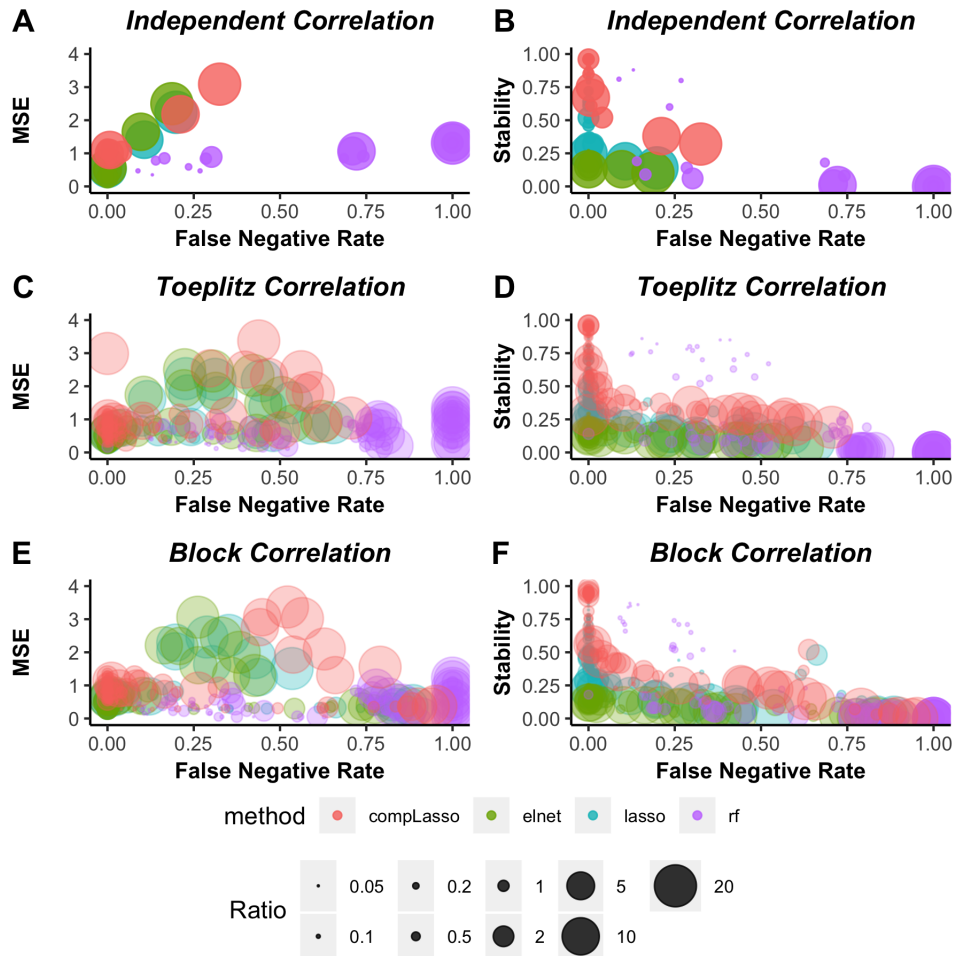 A Independent Correlation
B Independent Correlation
4
3
2
1
0
MSE
0.00 0.25 0.50 0.75 1.00
False Negative Rate
1.00
0.75
0.50
0.25
0.00
Stability
0.00 0.25 0.50 0.75 1.00
False Negative Rate
C Toeplitz Correlation
D Toeplitz Correlation
4
3
2
1
0
MSE
0.00 0.25 0.50 0.75 1.00
False Negative Rate
1.00
0.75
0.50
0.25
0.00
Stability
0.00 0.25 0.50 0.75 1.00
False Negative Rate
E Block Correlation
F Block Correlation
4
3
2
1
0
MSE
0.00 0.25 0.50 0.75 1.00
False Negative Rate
1.00
0.75
0.50
0.25
0.00
Stability
0.00 0.25 0.50 0.75 1.00
False Negative Rate
method compLasso elnet lasso rf
Ratio
0.05 0.2 1 5 20
0.1 0.5 2 10